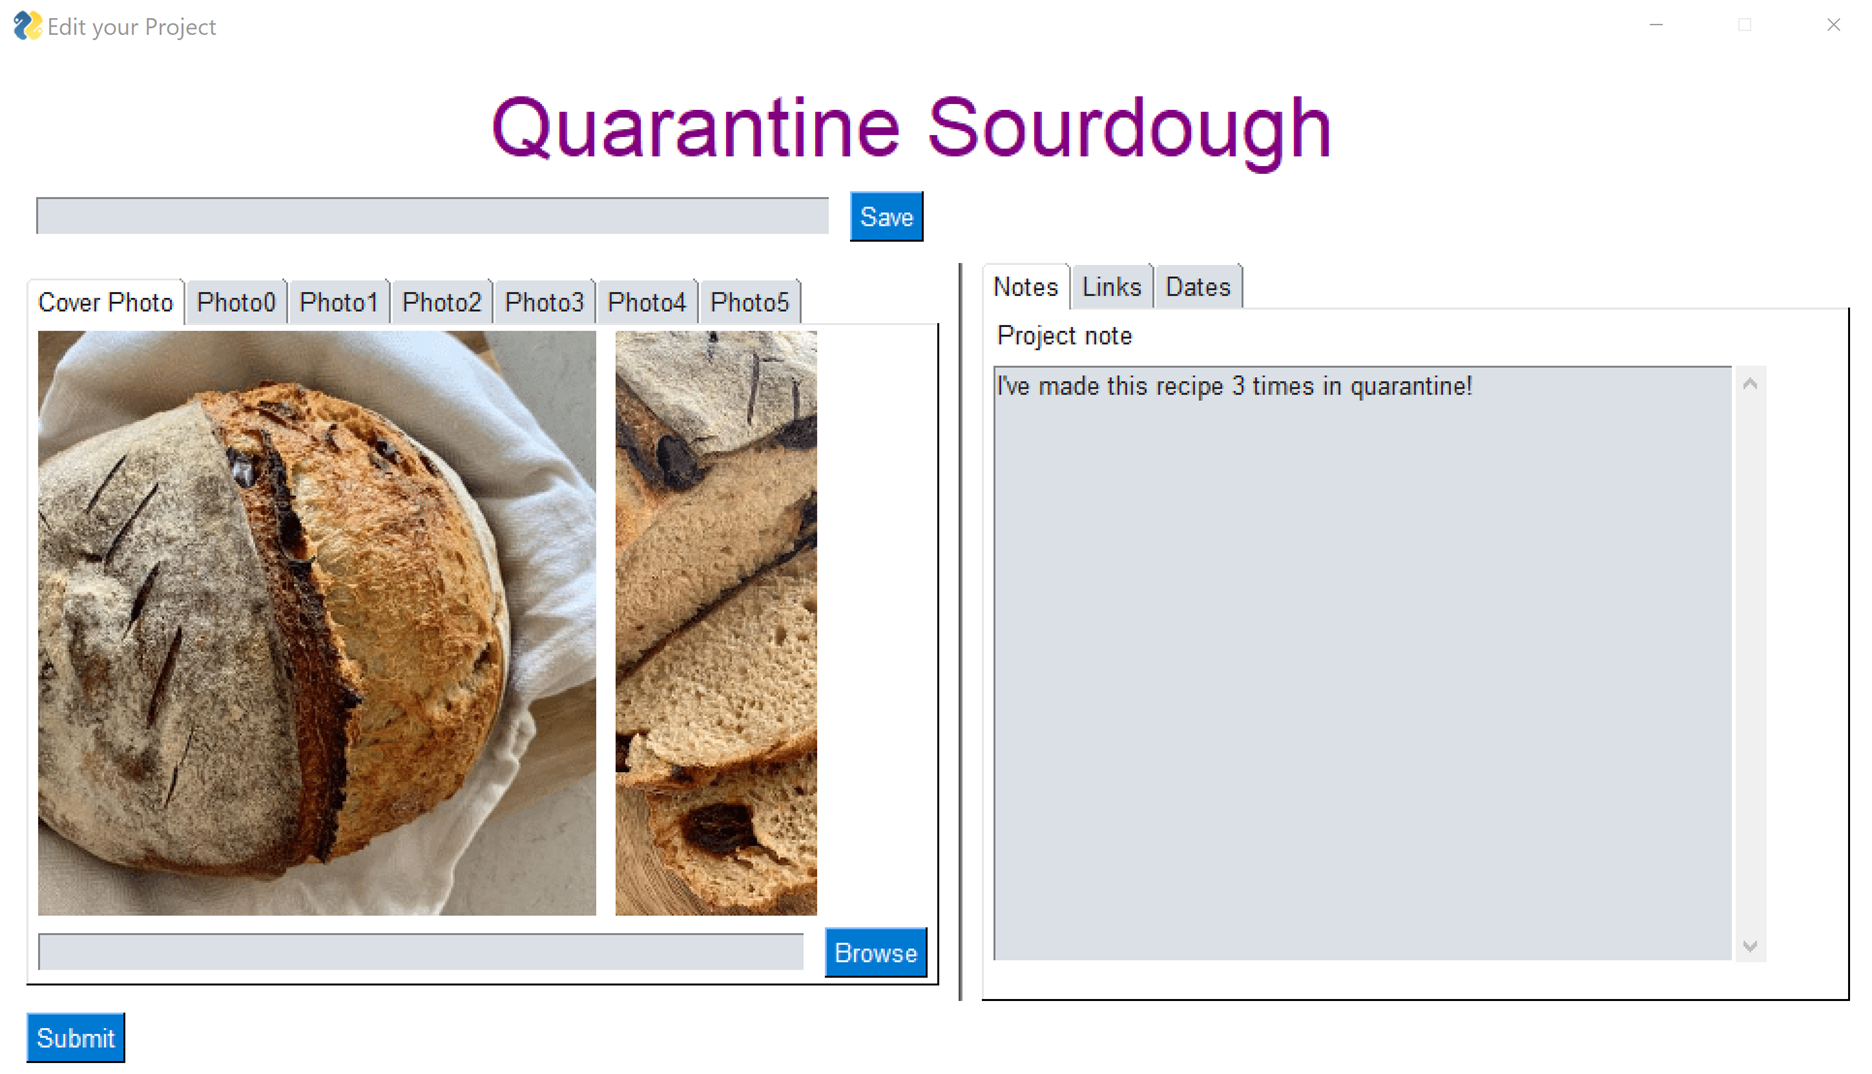 Edit your Project
Quarantine Sourdough
Save
Cover Photo Photo0 Photo1 Photo2 Photo3 Photo4 Photo5
Browse
Submit
Notes Links Dates
Project note
I've made this recipe 3 times in quarantine!